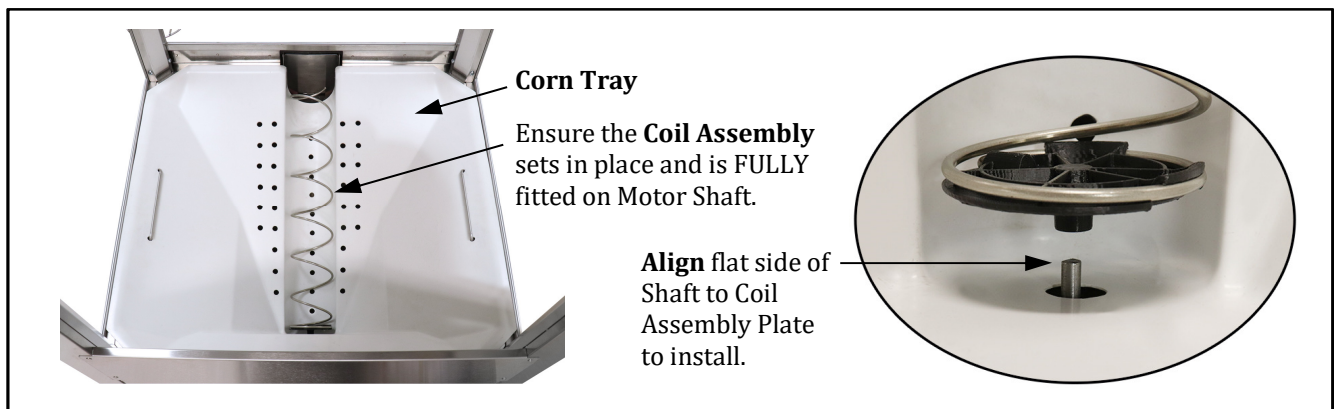 Corn Tray
Ensure the Coil Assembly
sets in place and is FULLY
fitted on Motor Shaft.
Align flat side of
Shaft to Coil
Assembly Plate
to install.